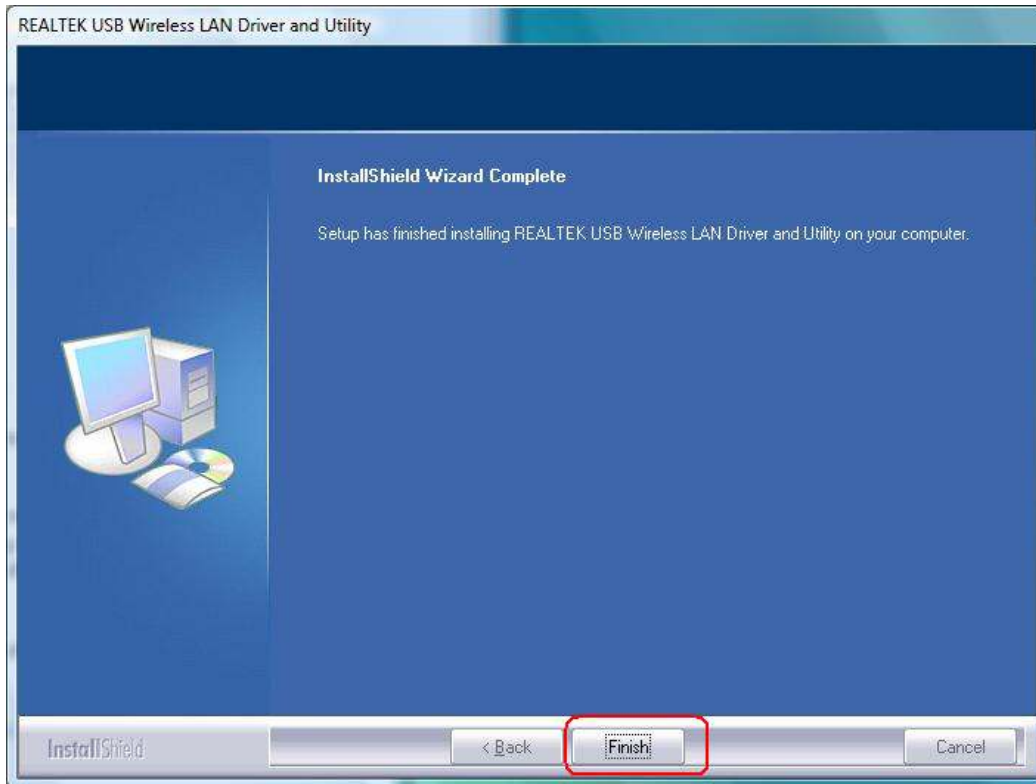 REALTEK USB Wireless LAN Driver and Utility
InstallShield Wizard Complete
Setup has finished installing REALTEK USB Wireless LAN Driver and Utility on your computer.
InstallShield
< Back
Finish
Cancel